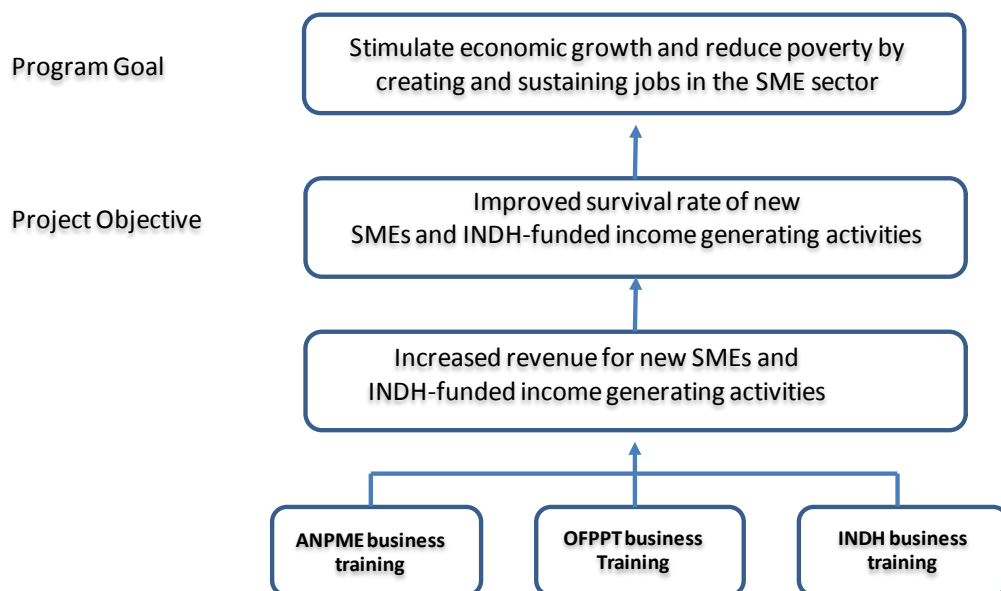 Program Goal
Stimulate economic growth and reduce poverty by
creating and sustaining jobs in the SME sector
Project Objective
Improved survival rate of new
SMEs and INDH-funded income generating activities
Increased revenue for new SMEs and
INDH-funded income generating activities
ANPME business
training
OFPPT business
Training
INDH business
training